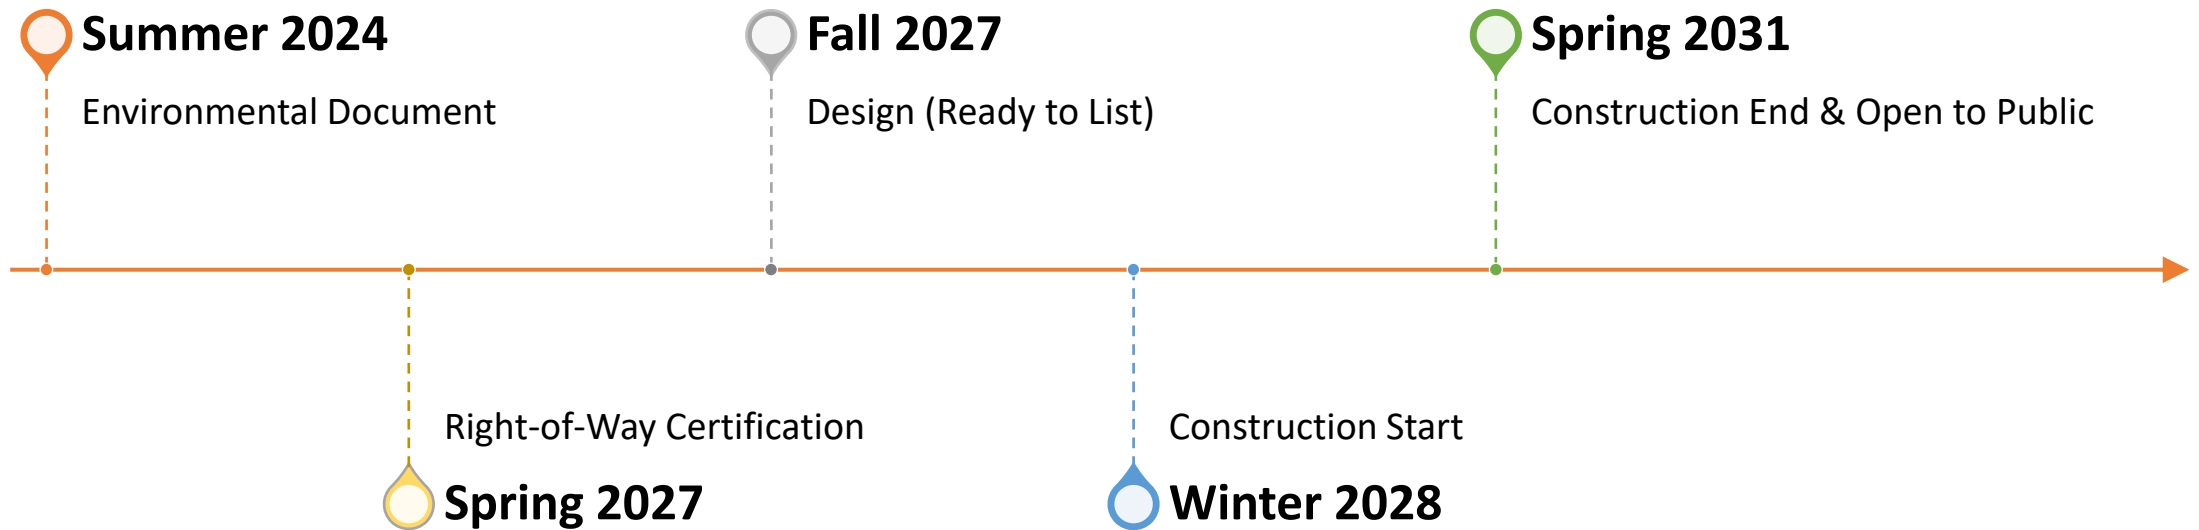 Summer 2024
Environmental Document
Right-of-Way Certification
Spring 2027
Fall 2027
Design (Ready to List)
Construction Start
Winter 2028
Spring 2031
Construction End & Open to Public